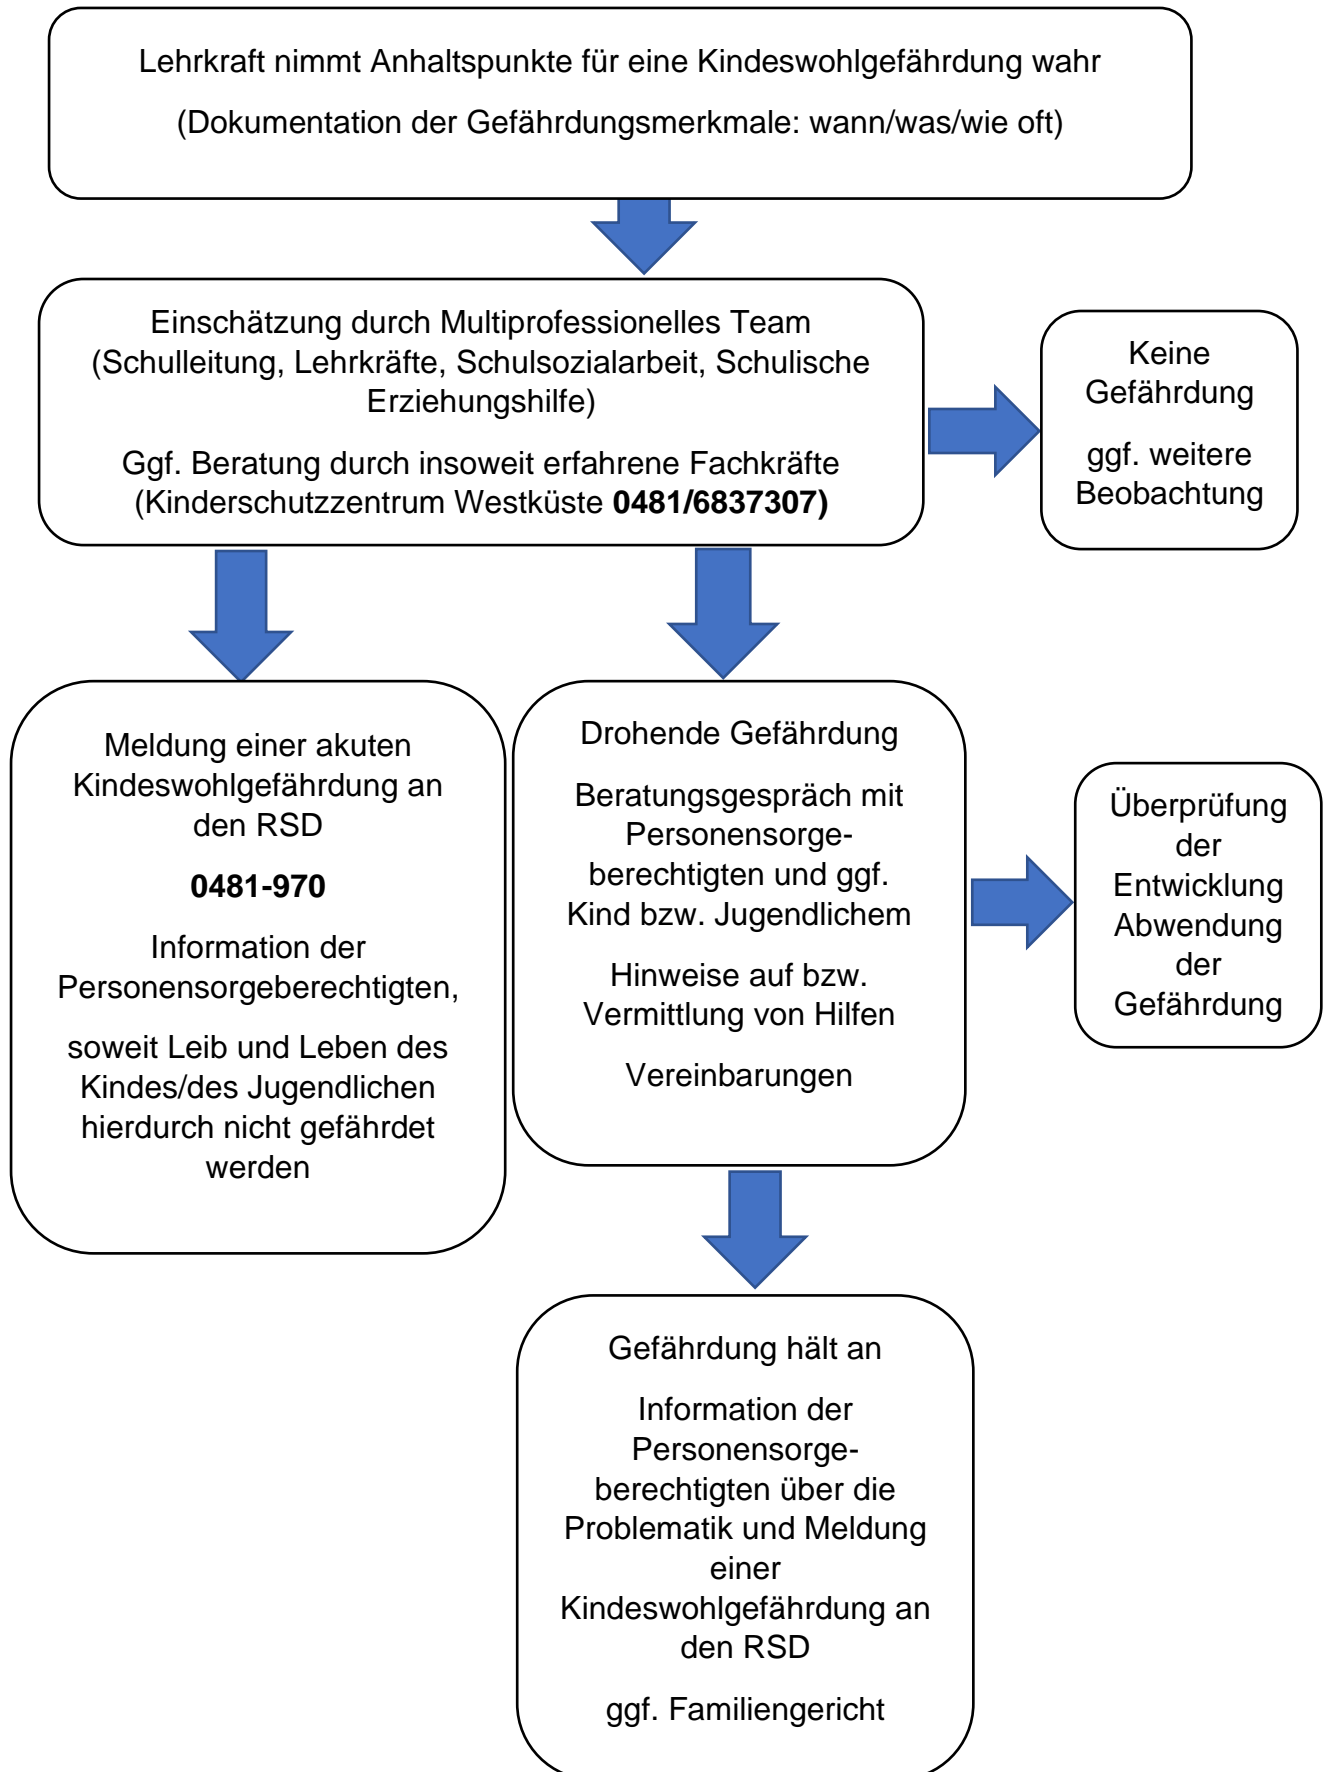 Lehrkraft nimmt Anhaltspunkte für eine Kindeswohlgefährdung wahr
(Dokumentation der Gefährdungsmerkmale: wann/was/wie oft)
Einschätzung durch Multiprofessionelles Team
(Schulleitung, Lehrkräfte, Schulsozialarbeit, Schulische
Erziehungshilfe)
Ggf. Beratung durch insoweit erfahrene Fachkräfte
(Kinderschutzzentrum Westküste 0481/6837307)
Keine
Gefährdung
ggf. weitere
Beobachtung
Meldung einer akuten
Kindeswohlgefährdung an
den RSD
0481-970
Information der
Personensorgeberechtigten,
soweit Leib und Leben des
Kindes/des Jugendlichen
hierdurch nicht gefährdet
werden
Drohende Gefährdung
Beratungsgespräch mit
Personensorge-
berechtigten und ggf.
Kind bzw. Jugendlichem
Hinweise auf bzw.
Vermittlung von Hilfen
Vereinbarungen
Überprüfung
der
Entwicklung
Abwendung
der
Gefährdung
Gefährdung hält an
Information der
Personensorge-
berechtigten über die
Problematik und Meldung
einer
Kindeswohlgefährdung an
den RSD
ggf. Familiengericht